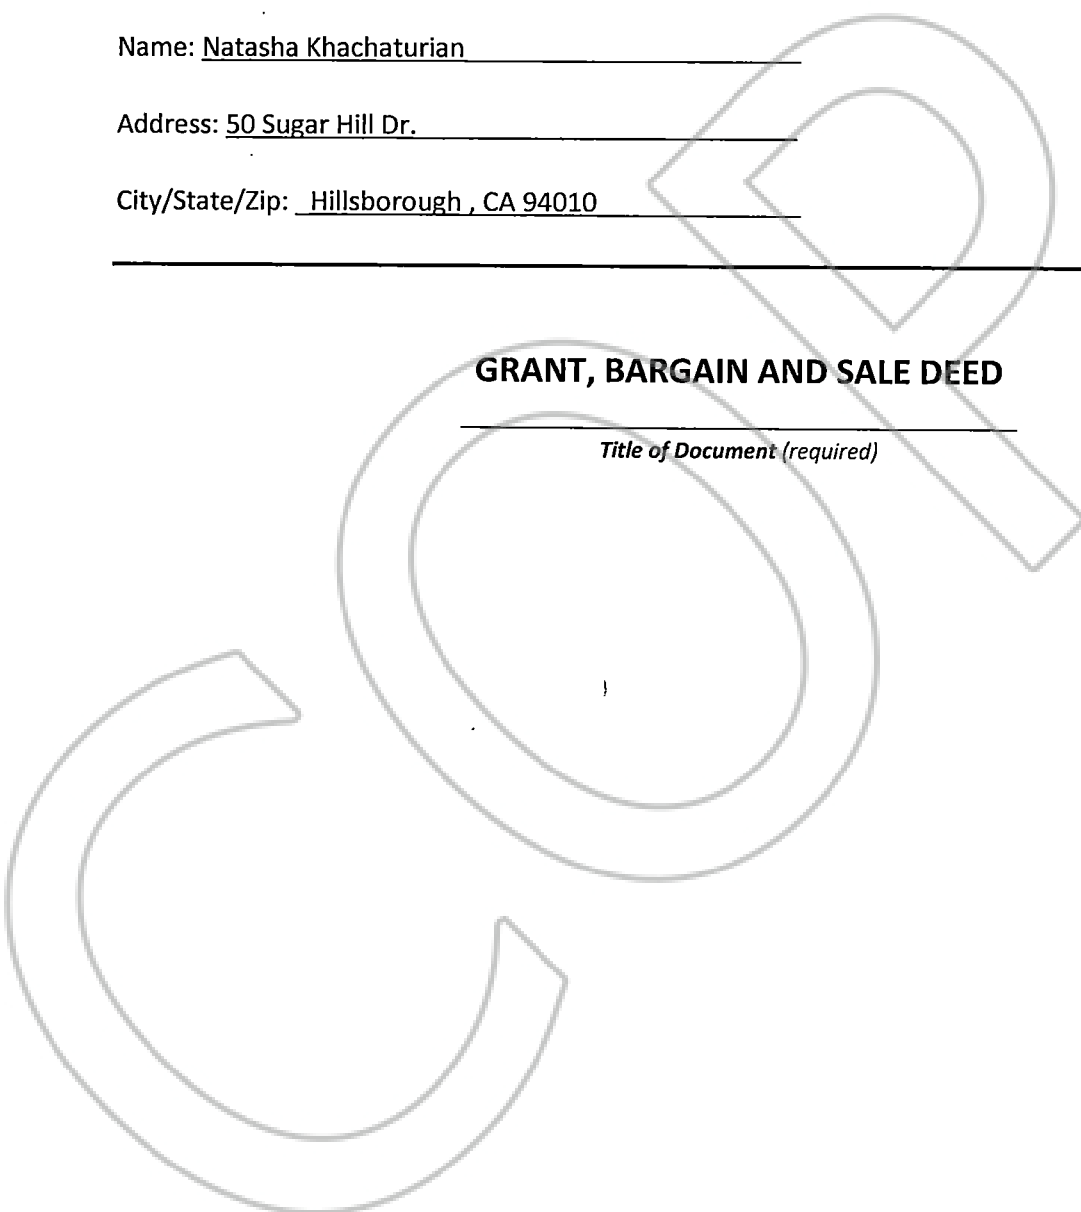 Name: Natasha Khachaturian
Address: 50 Sugar Hill Dr.
City/State/Zip: Hillsborough , CA 94010
GRANT, BARGAIN AND SALE DEED
Title of Document (required)
COP